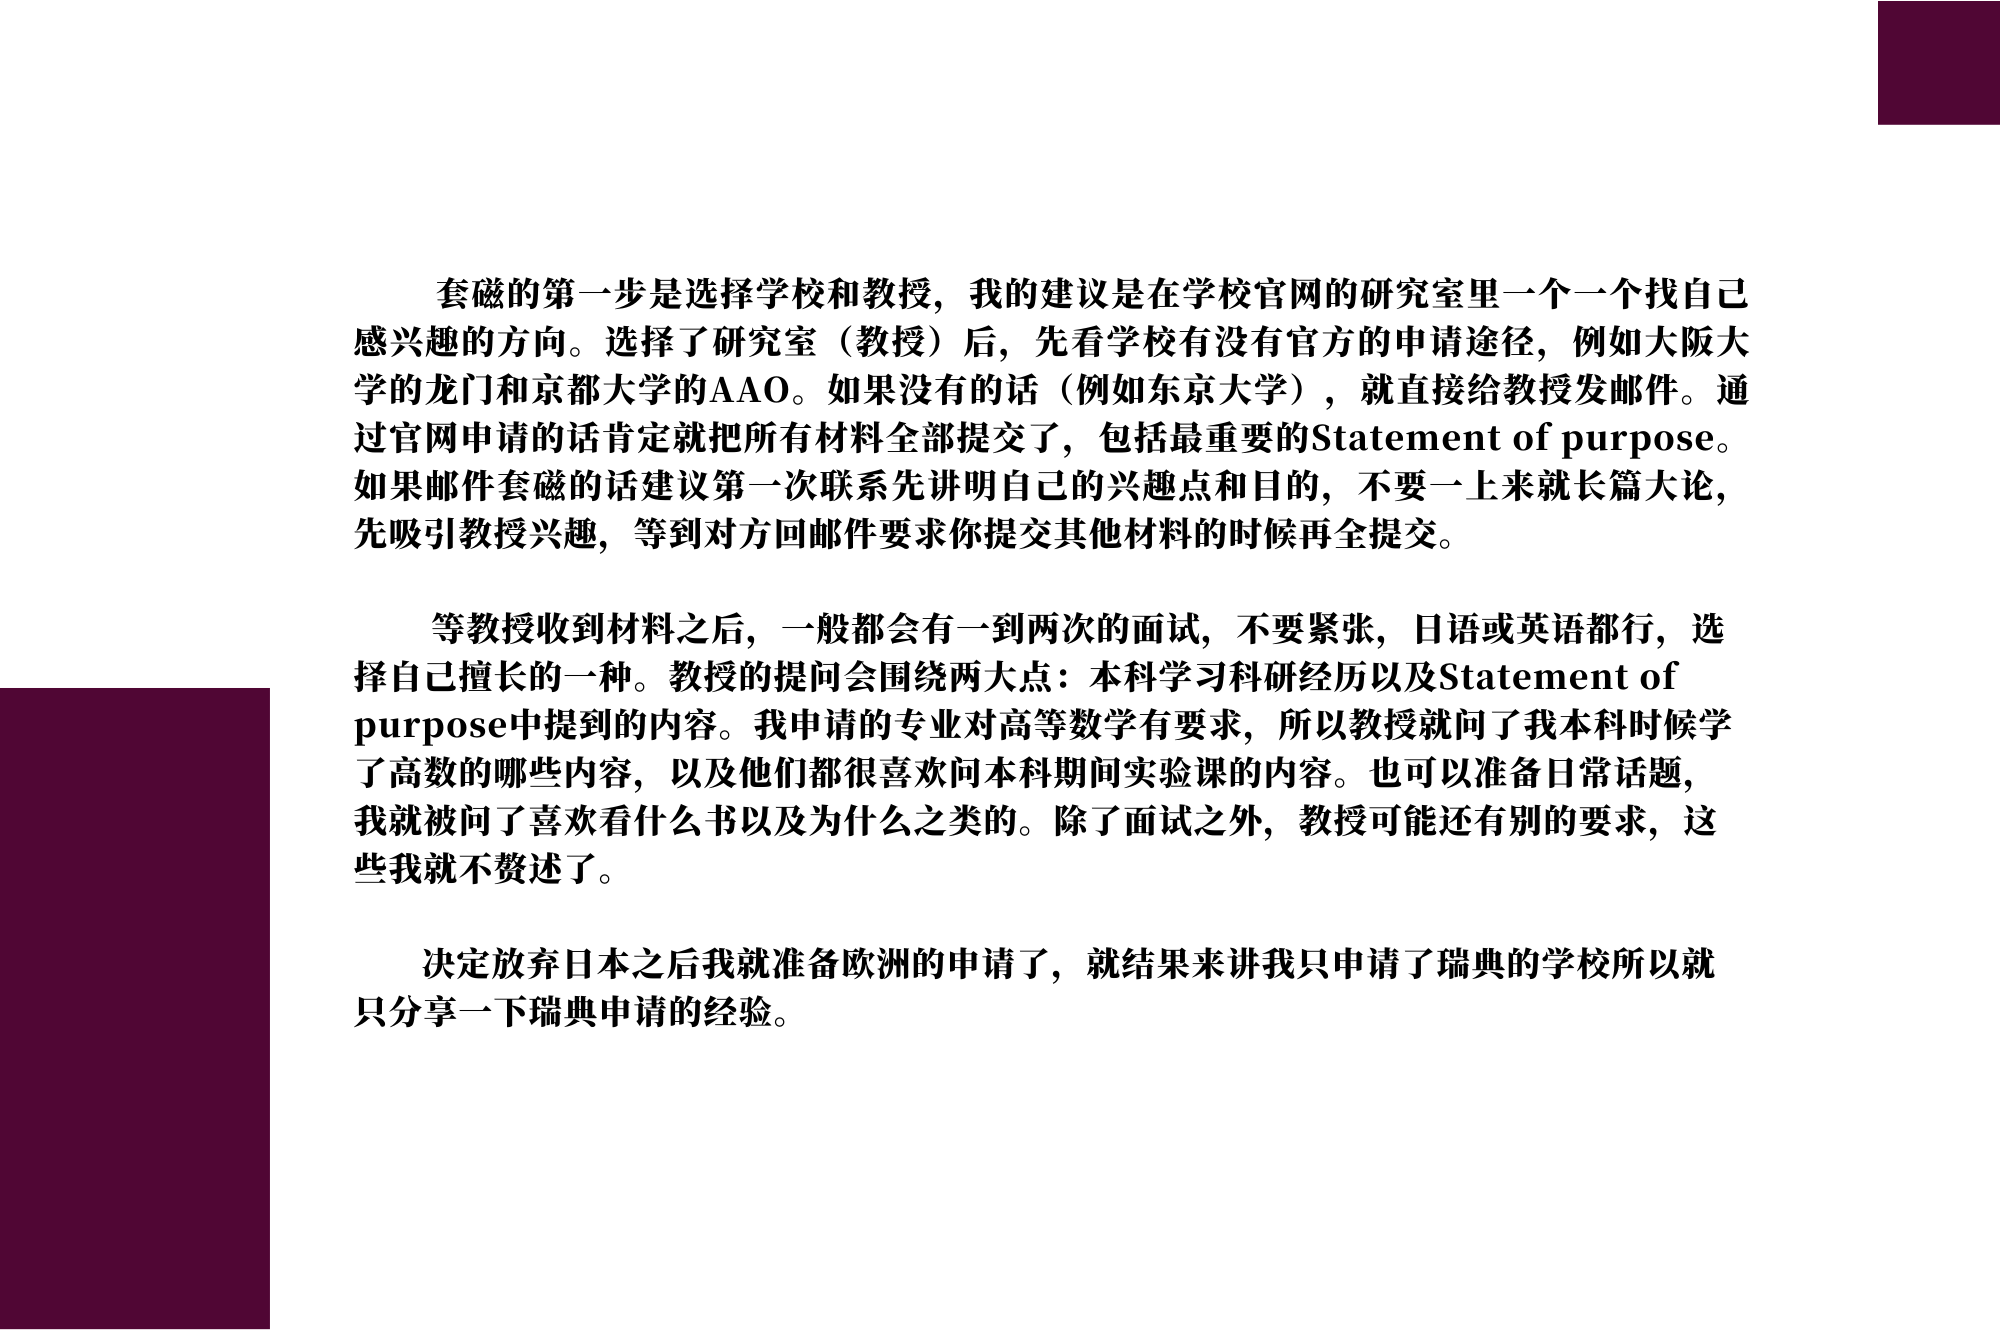 套磁的第一步是选择学校和教授，我的建议是在学校官网的研究室里一个一个找自己
感兴趣的方向。选择了研究室（教授）后，先看学校有没有官方的申请途径，例如大阪大
学的龙门和京都大学的AAO。如果没有的话（例如东京大学），就直接给教授发邮件。通
过官网申请的话肯定就把所有材料全部提交了，包括最重要的Statement of purpose。
如果邮件套磁的话建议第一次联系先讲明自己的兴趣点和目的，不要一上来就长篇大论，
先吸引教授兴趣，等到对方回邮件要求你提交其他材料的时候再全提交。
等教授收到材料之后，一般都会有一到两次的面试，不要紧张，日语或英语都行，选
择自己擅长的一种。教授的提问会围绕两大点：本科学习科研经历以及Statement of
purpose中提到的内容。我申请的专业对高等数学有要求，所以教授就问了我本科时候学
了高数的哪些内容，以及他们都很喜欢问本科期间实验课的内容。也可以准备日常话题，
我就被问了喜欢看什么书以及为什么之类的。除了面试之外，教授可能还有别的要求，这
些我就不赘述了。
决定放弃日本之后我就准备欧洲的申请了，就结果来讲我只申请了瑞典的学校所以就
只分享一下瑞典申请的经验。